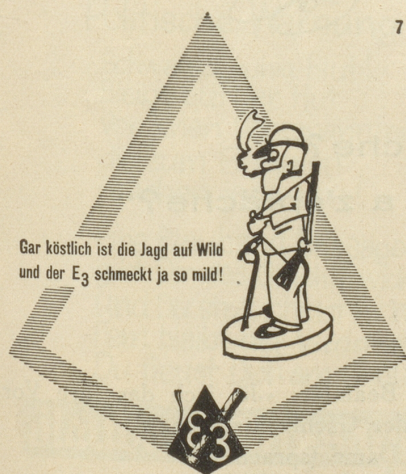 7
Gar köstlich ist die Jagd auf Wild
und der E3 schmeckt ja so mild!
E3